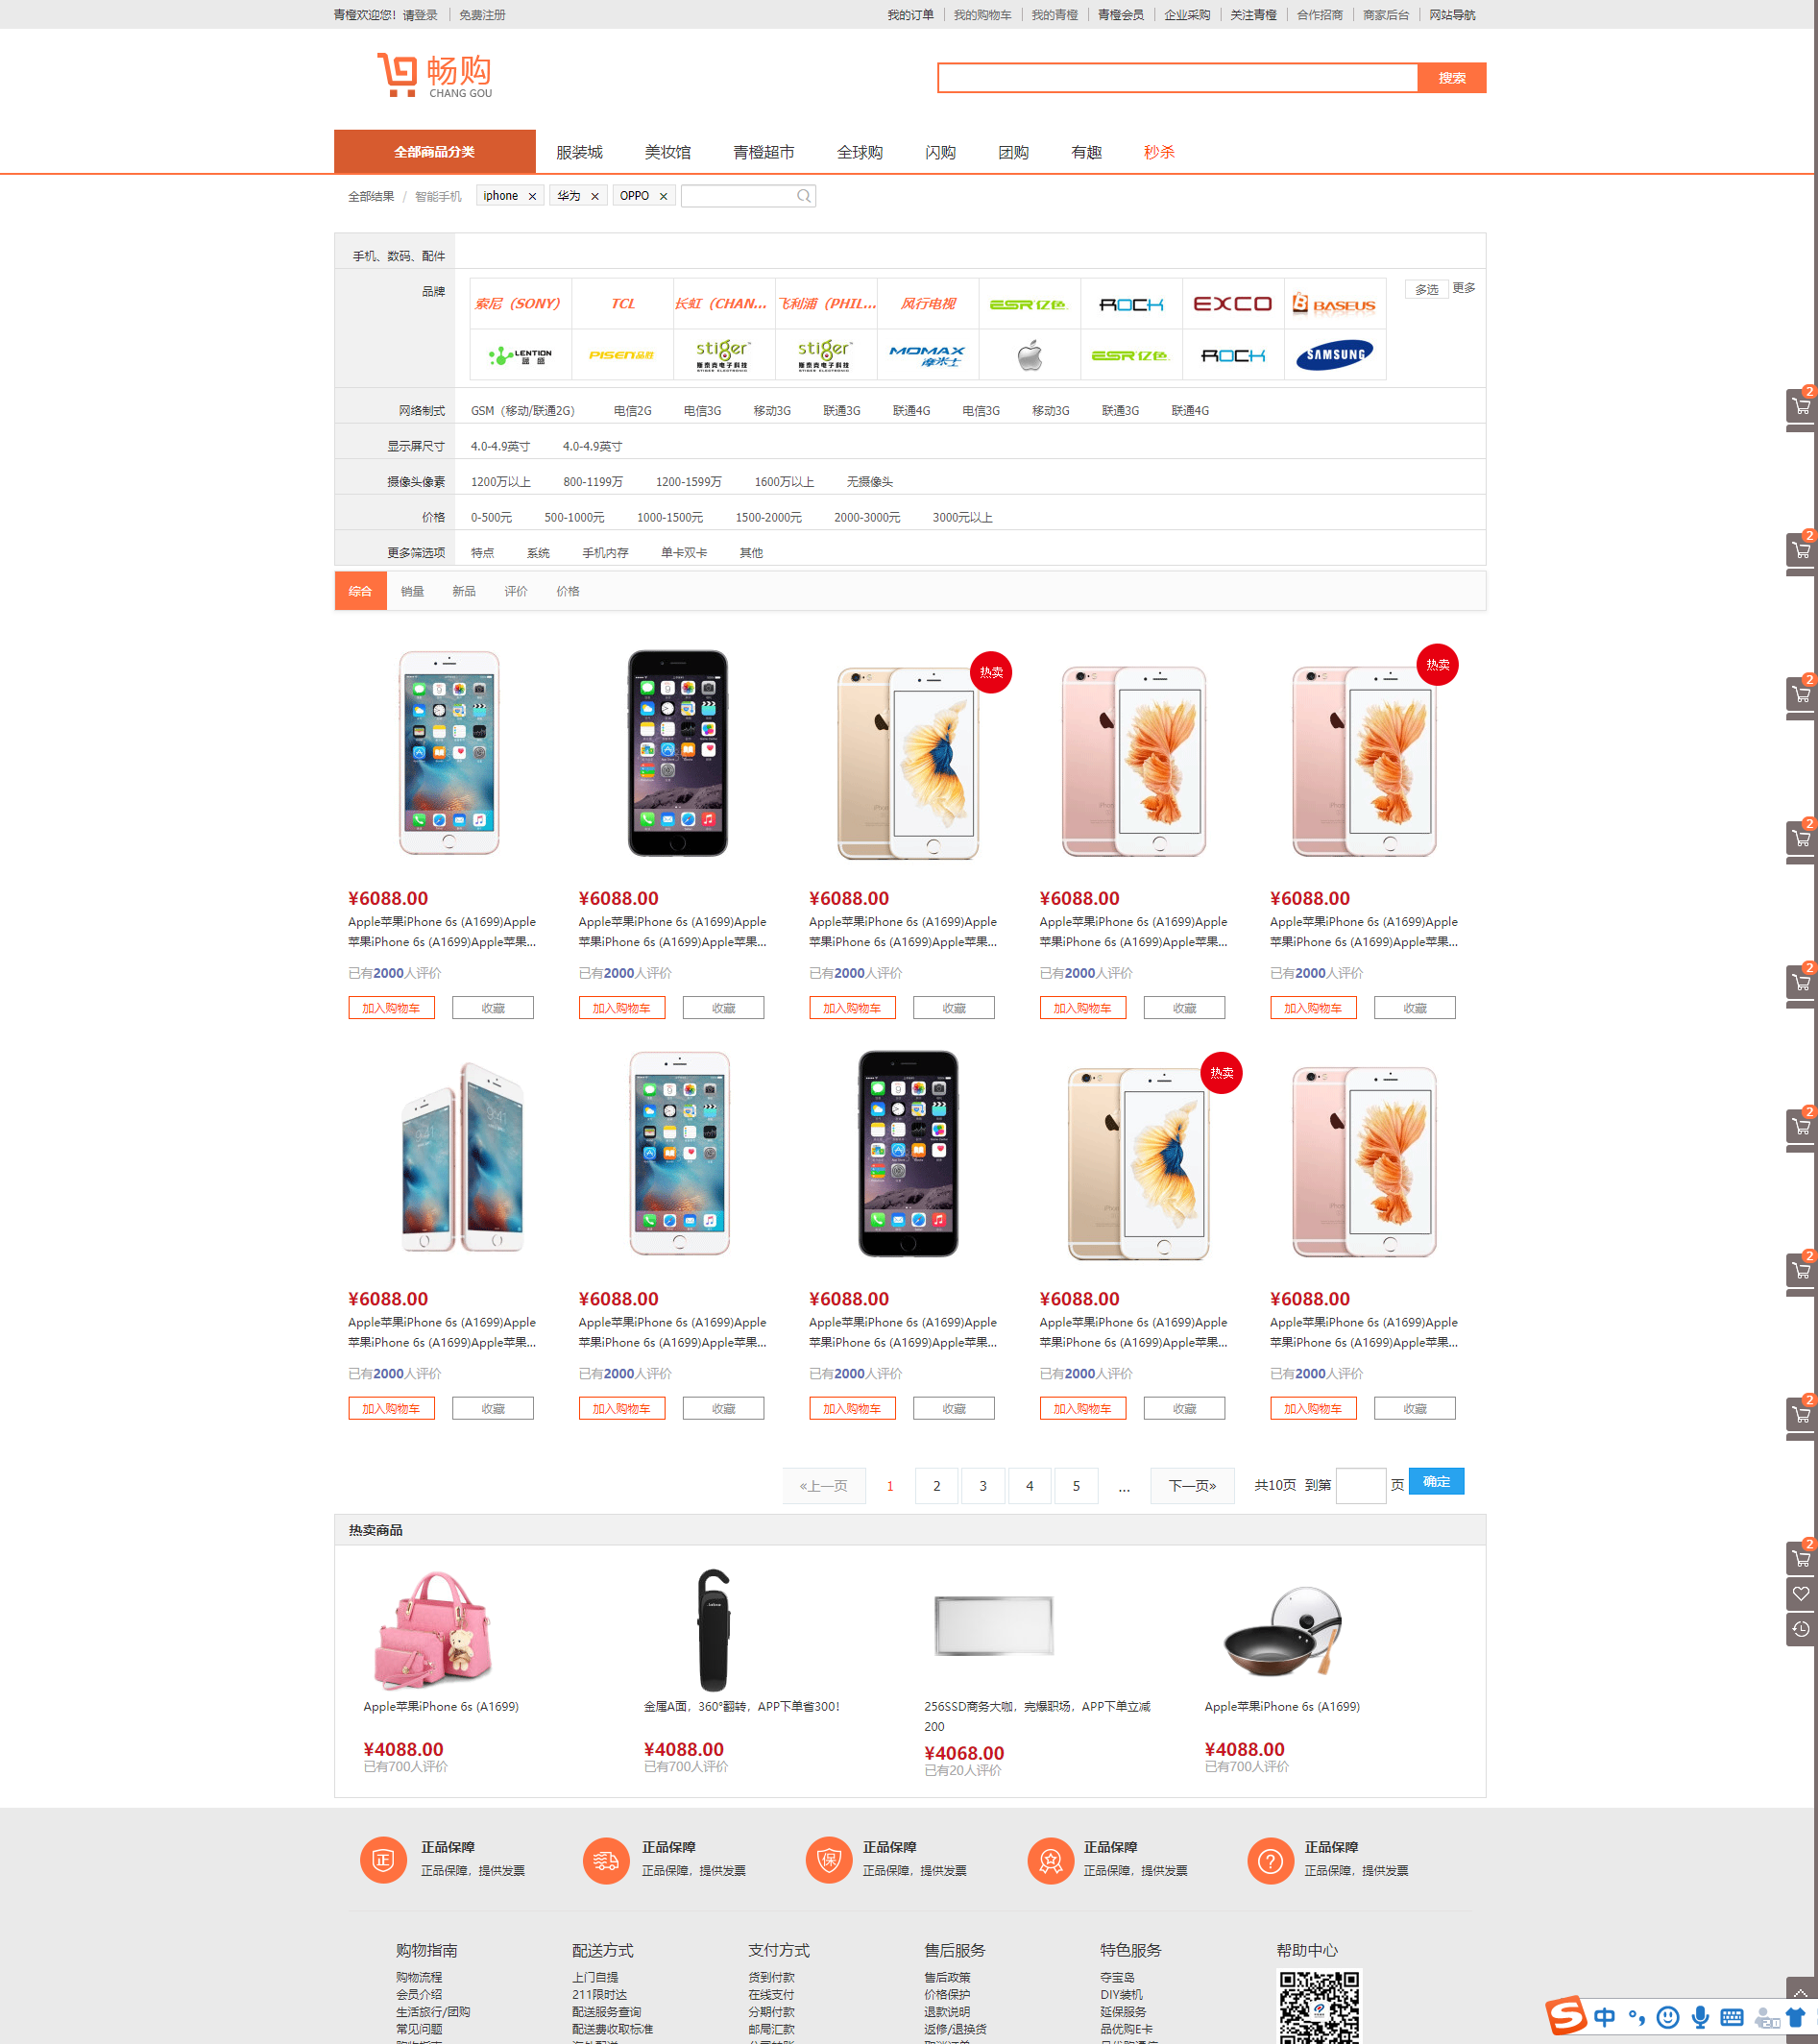 青橙欢迎您！请登录 免费注册 我的订单 我的购物车 我的青橙 青橙会员 企业采购 关注青橙 合作招商 商家后台 网站导航
畅购
CHANG GOU
搜索
全部商品分类 服装城 美妆馆 青橙超市 全球购 闪购 团购 有趣 秒杀
全部结果 / 智能手机 iphone × 华为 × OPPO ×
手机、数码、配件
品牌
索尼（SONY） TCL 长虹（CHAN... 飞利浦（PHIL... 风行电视 ESR亿色 ROCK EXCO BASEUS
多选 更多
LENTION 蓝盛 PISEN品胜 stiger 斯泰克电子科技 stiger 斯泰克电子科技 MOMAX 摩米士 ESR亿色 ROCK SAMSUNG
网络制式 GSM（移动/联通2G） 电信2G 电信3G 移动3G 联通3G 联通4G 电信3G 移动3G 联通3G 联通4G
显示屏尺寸 4.0-4.9英寸 4.0-4.9英寸
摄像头像素 1200万以上 800-1199万 1200-1599万 1600万以上 无摄像头
价格 0-500元 500-1000元 1000-1500元 1500-2000元 2000-3000元 3000元以上
更多筛选项 特点 系统 手机内存 单卡双卡 其他
综合 销量 新品 评价 价格
热卖 热卖
¥6088.00 ¥6088.00 ¥6088.00 ¥6088.00 ¥6088.00
Apple苹果iPhone 6s (A1699)Apple Apple苹果iPhone 6s (A1699)Apple Apple苹果iPhone 6s (A1699)Apple Apple苹果iPhone 6s (A1699)Apple Apple苹果iPhone 6s (A1699)Apple
苹果iPhone 6s (A1699)Apple苹果... 苹果iPhone 6s (A1699)Apple苹果... 苹果iPhone 6s (A1699)Apple苹果... 苹果iPhone 6s (A1699)Apple苹果... 苹果iPhone 6s (A1699)Apple苹果...
已有2000人评价 已有2000人评价 已有2000人评价 已有2000人评价 已有2000人评价
加入购物车 收藏 加入购物车 收藏 加入购物车 收藏 加入购物车 收藏 加入购物车 收藏
热卖
¥6088.00 ¥6088.00 ¥6088.00 ¥6088.00 ¥6088.00
Apple苹果iPhone 6s (A1699)Apple Apple苹果iPhone 6s (A1699)Apple Apple苹果iPhone 6s (A1699)Apple Apple苹果iPhone 6s (A1699)Apple Apple苹果iPhone 6s (A1699)Apple
苹果iPhone 6s (A1699)Apple苹果... 苹果iPhone 6s (A1699)Apple苹果... 苹果iPhone 6s (A1699)Apple苹果... 苹果iPhone 6s (A1699)Apple苹果... 苹果iPhone 6s (A1699)Apple苹果...
已有2000人评价 已有2000人评价 已有2000人评价 已有2000人评价 已有2000人评价
加入购物车 收藏 加入购物车 收藏 加入购物车 收藏 加入购物车 收藏 加入购物车 收藏
«上一页 1 2 3 4 5 ... 下一页» 共10页 到第 页 确定
热卖商品
Apple苹果iPhone 6s (A1699) 金属A面，360°翻转，APP下单省300！ 256SSD商务大咖，完爆职场，APP下单立减 Apple苹果iPhone 6s (A1699)
200
¥4088.00 ¥4088.00 ¥4068.00 ¥4088.00
已有700人评价 已有700人评价 已有20人评价 已有700人评价
2
2
2
2
2
2
2
2
2
正 保
正品保障 正品保障 正品保障 正品保障 正品保障
正品保障，提供发票 正品保障，提供发票 正品保障，提供发票 正品保障，提供发票 正品保障，提供发票
购物指南 配送方式 支付方式 售后服务 特色服务 帮助中心
购物流程 上门自提 货到付款 售后政策 夺宝岛
会员介绍 211限时达 在线支付 价格保护 DIY装机
生活旅行/团购 配送服务查询 分期付款 退款说明 延保服务
常见问题 配送费收取标准 邮局汇款 返修/退换货 品优购E卡
S 中